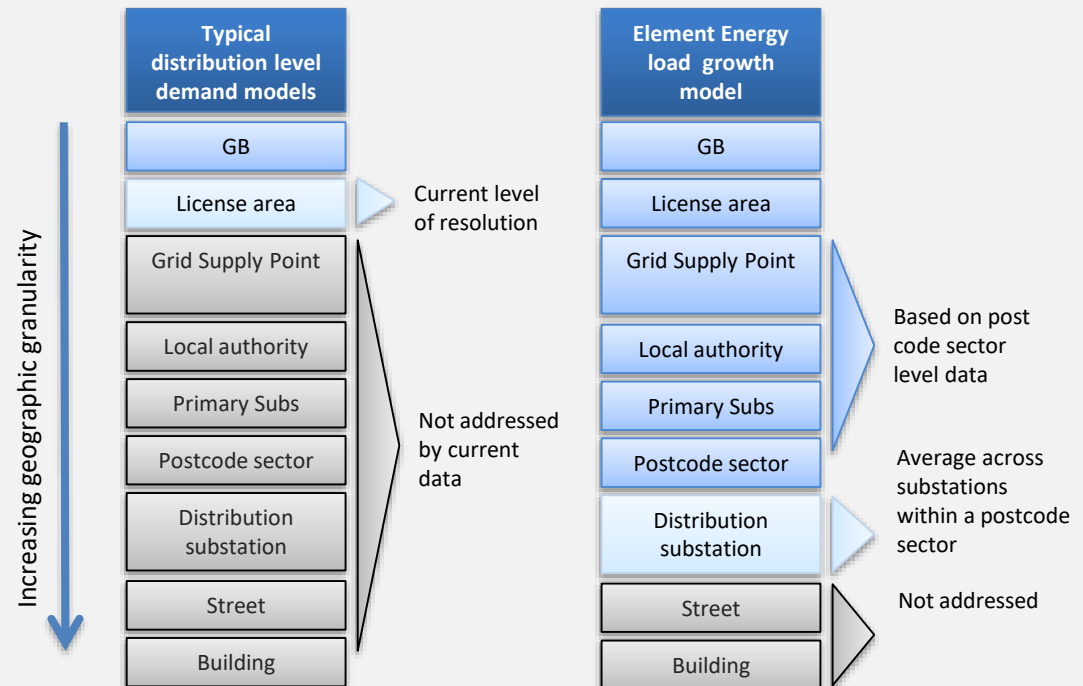 Increasing geographic granularity
Typical
distribution level
demand models
GB
License area
Grid Supply Point
Local authority
Primary Subs
Postcode sector
Distribution
substation
Street
Building
Current level
of resolution
Not addressed
by current
data
Element Energy
load growth
model
GB
License area
Grid Supply Point
Local authority
Primary Subs
Postcode sector
Distribution
substation
Street
Building
Based on post
code sector
level data
Average across
substations
within a postcode
sector
Not addressed